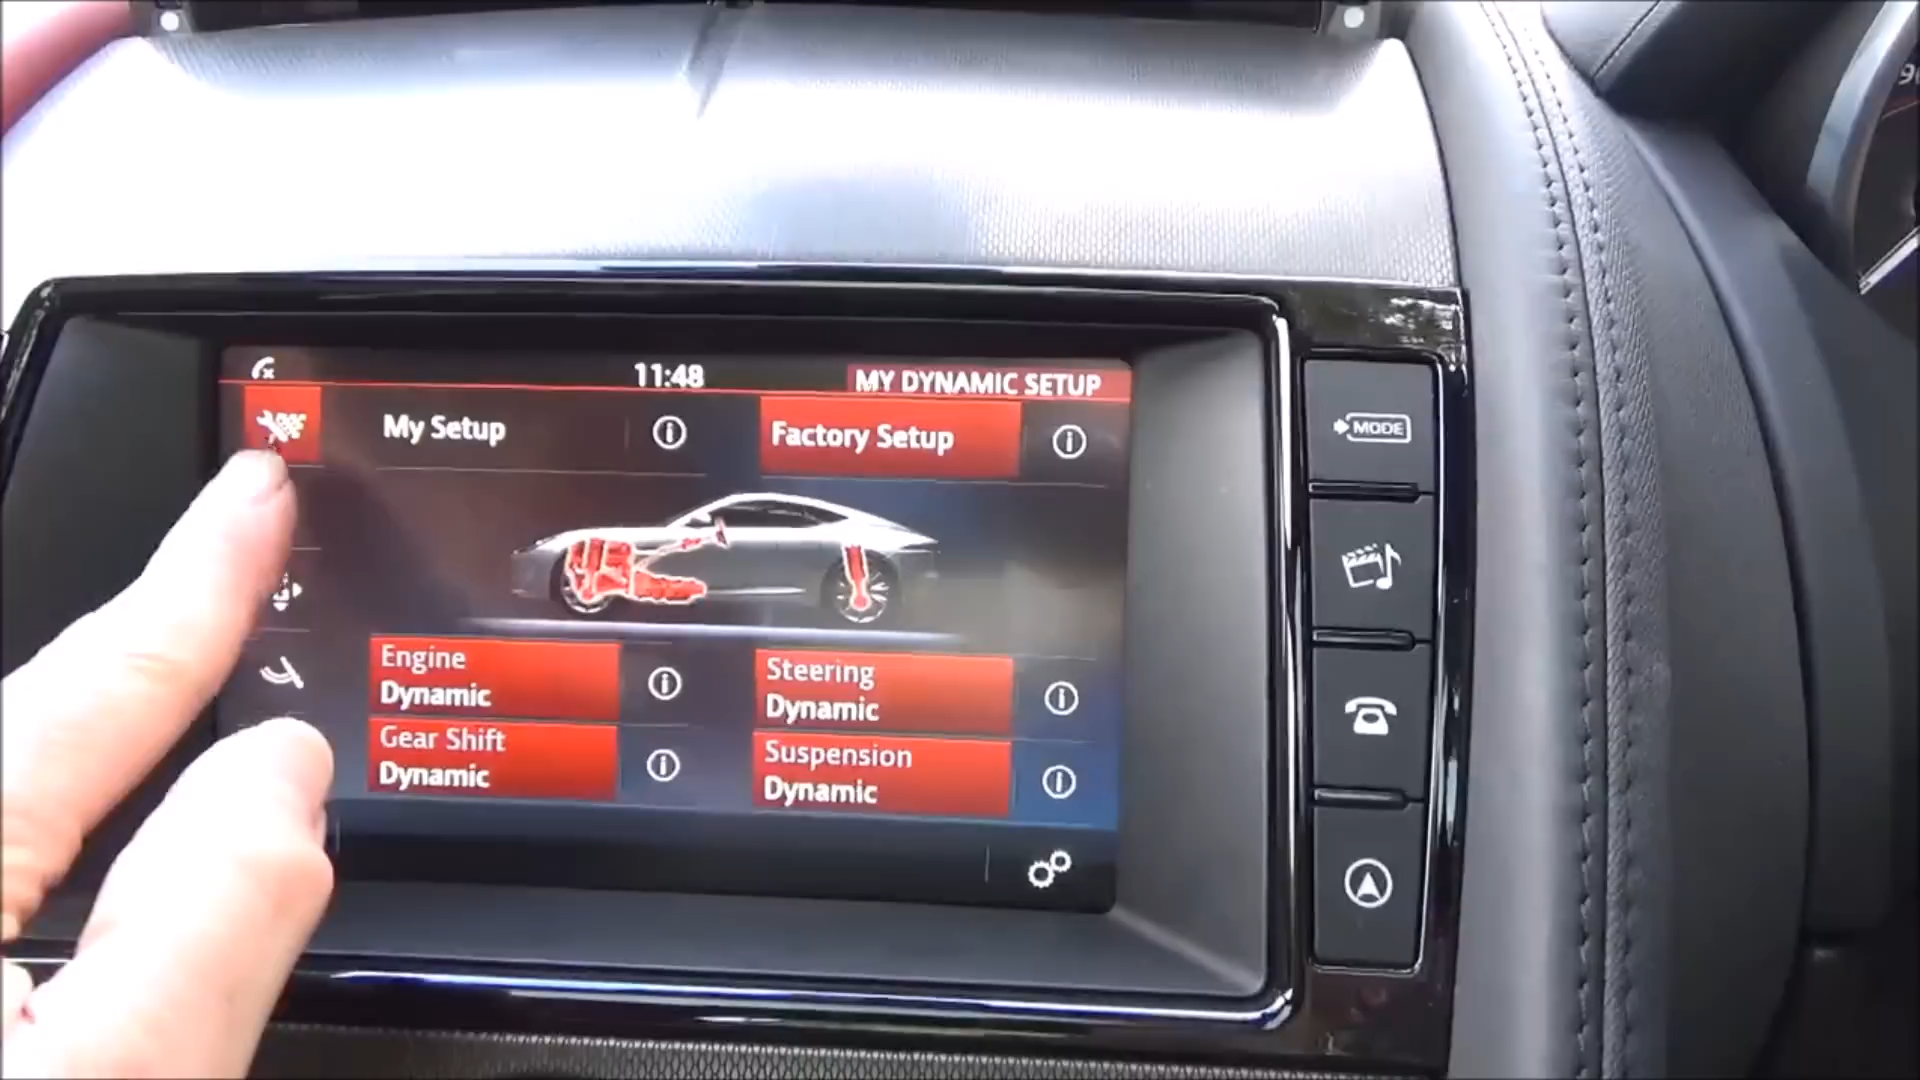 11:48
MY DYNAMIC SETUP
My Setup
Factory Setup
MODE
Engine
Dynamic
Steering
Dynamic
Gear Shift
Dynamic
Suspension
Dynamic